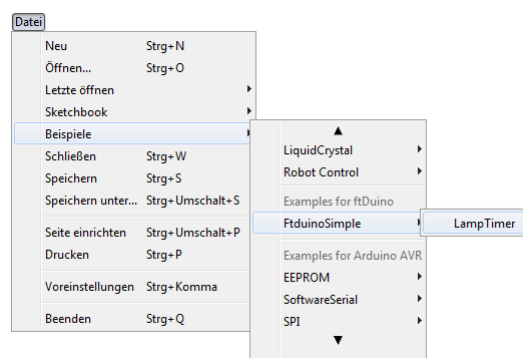 Datei
Neu Strg+N
Öffnen... Strg+O
Letzte öffnen
Sketchbook
Beispiele
Schließen Strg+W
Speichern Strg+S
Speichern unter... Strg+Umschalt+S
Seite einrichten Strg+Umschalt+P
Drucken Strg+P
Voreinstellungen Strg+Komma
Beenden Strg+Q
LiquidCrystal
Robot Control
Examples for ftDuino
FtduinoSimple
Examples for Arduino AVR
EEPROM
SoftwareSerial
SPI
LampTimer